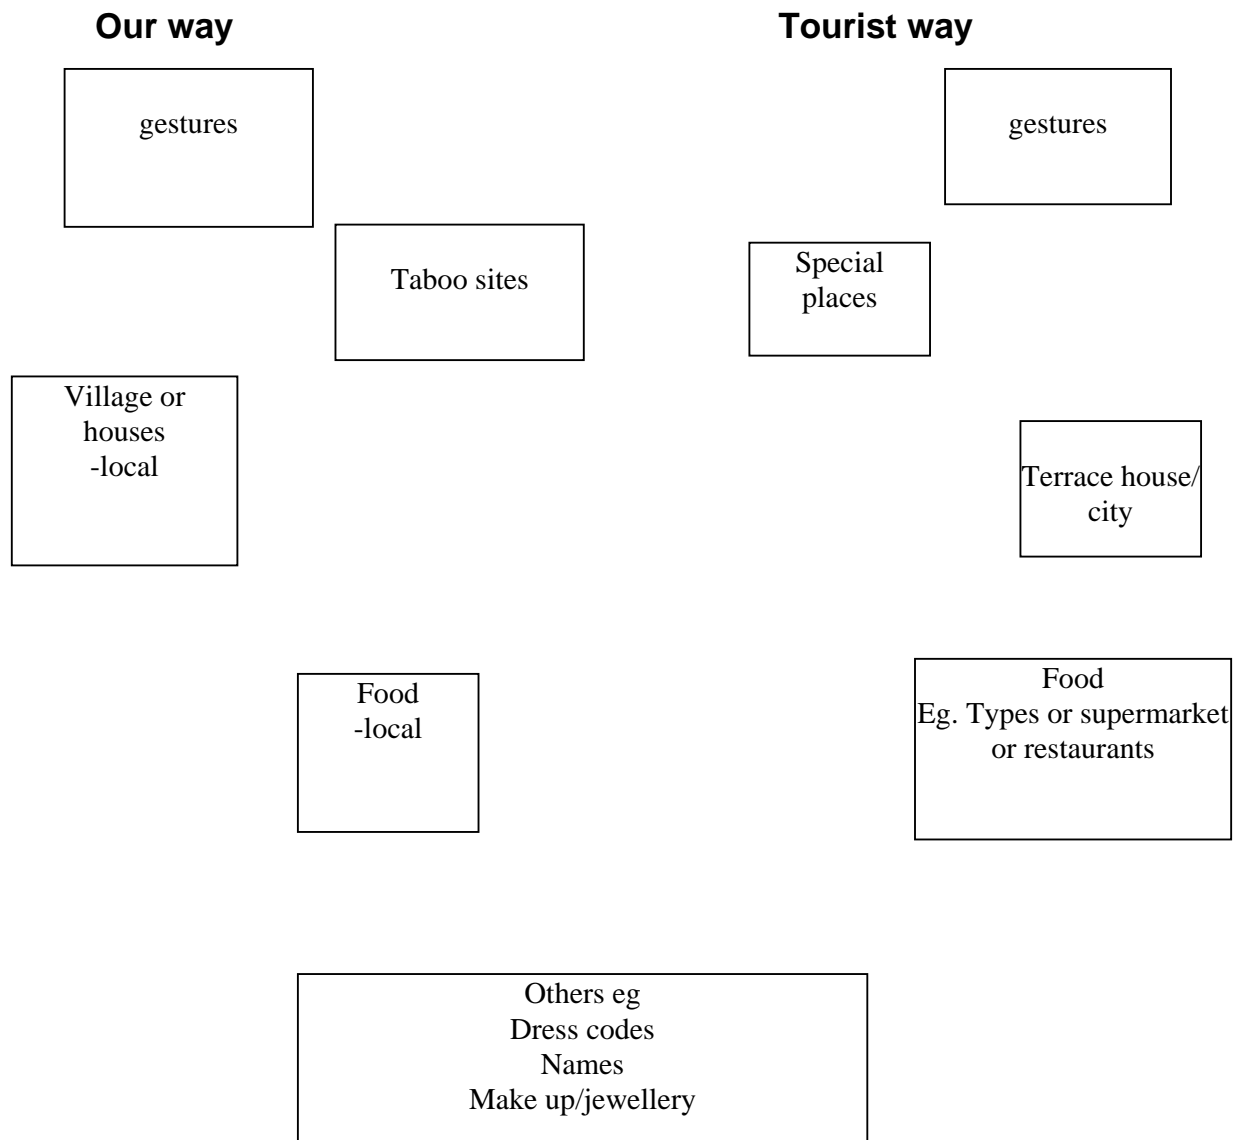 Our way
Tourist way
gestures
gestures
Taboo sites
Special
places
Village or
houses
-local
Terrace house/
city
Food
-local
Food
Eg. Types or supermarket
or restaurants
Others eg
Dress codes
Names
Make up/jewellery